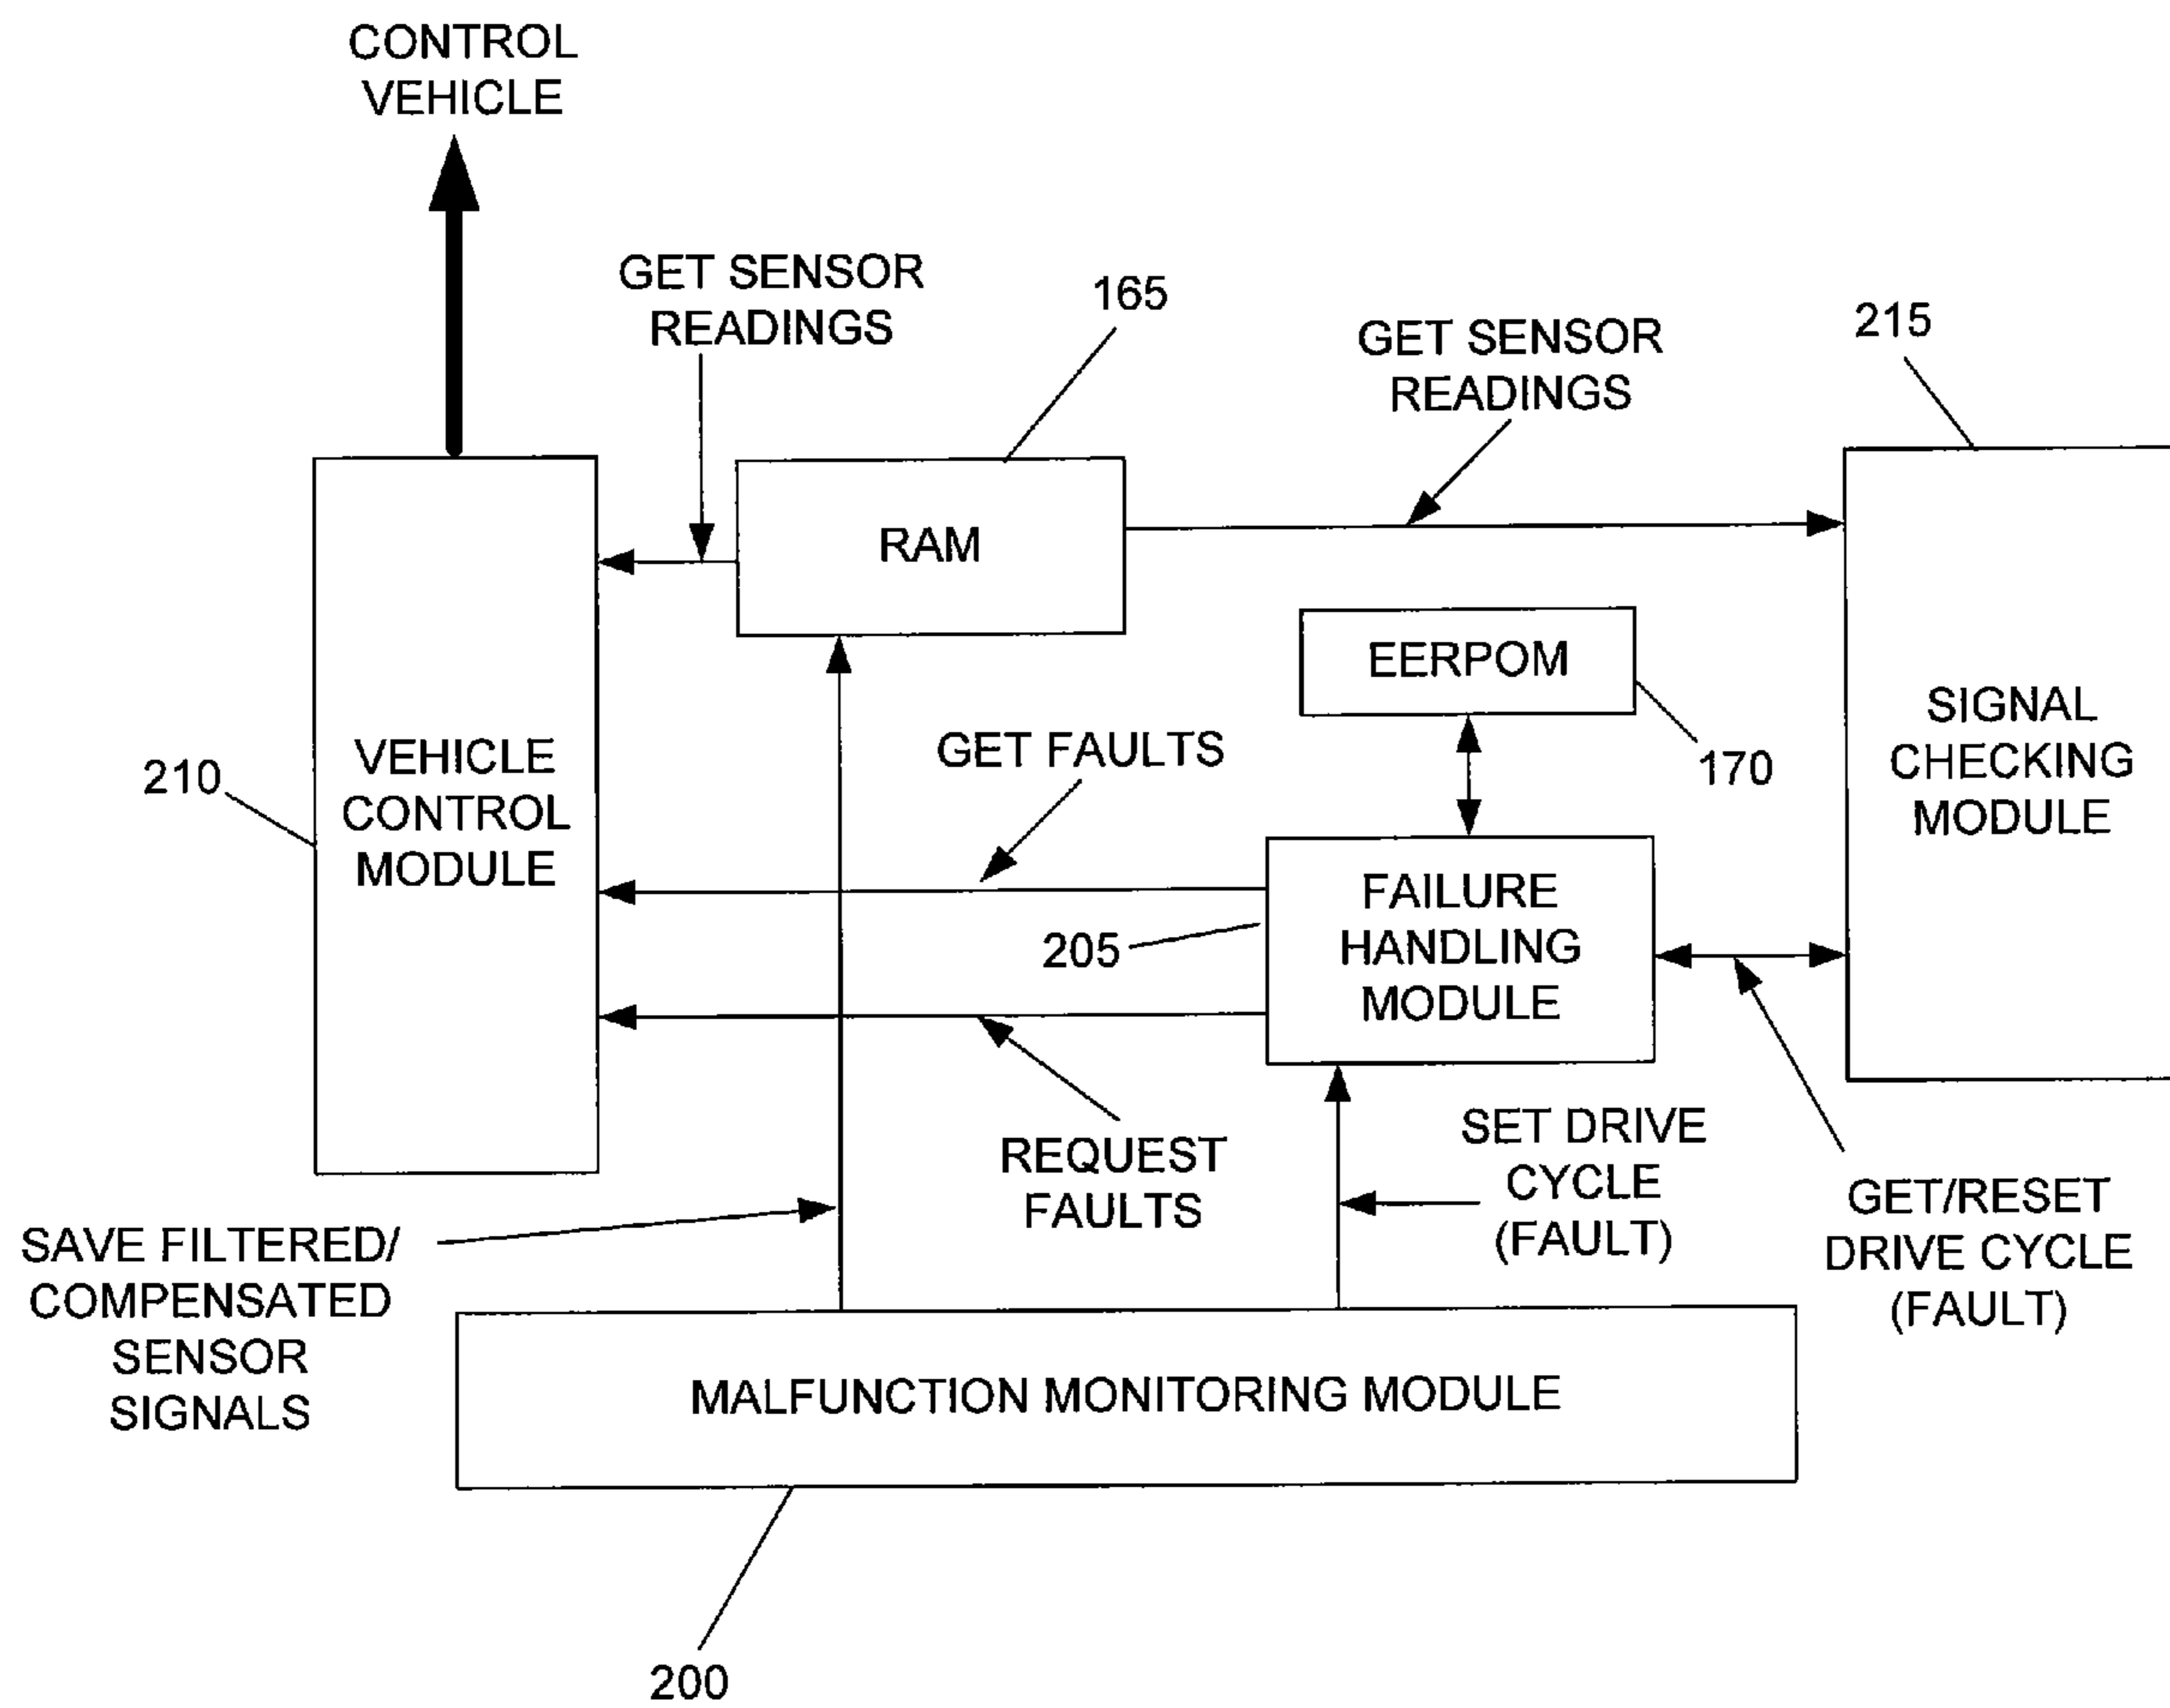 CONTROL
VEHICLE
GET SENSOR
READINGS
165
GET SENSOR
READINGS
215
RAM
EERPOM
170
SIGNAL
CHECKING
MODULE
210
VEHICLE
CONTROL
MODULE
GET FAULTS
205
FAILURE
HANDLING
MODULE
REQUEST
FAULTS
SET DRIVE
CYCLE
(FAULT)
GET/RESET
DRIVE CYCLE
(FAULT)
SAVE FILTERED/
COMPENSATED
SENSOR
SIGNALS
MALFUNCTION MONITORING MODULE
200